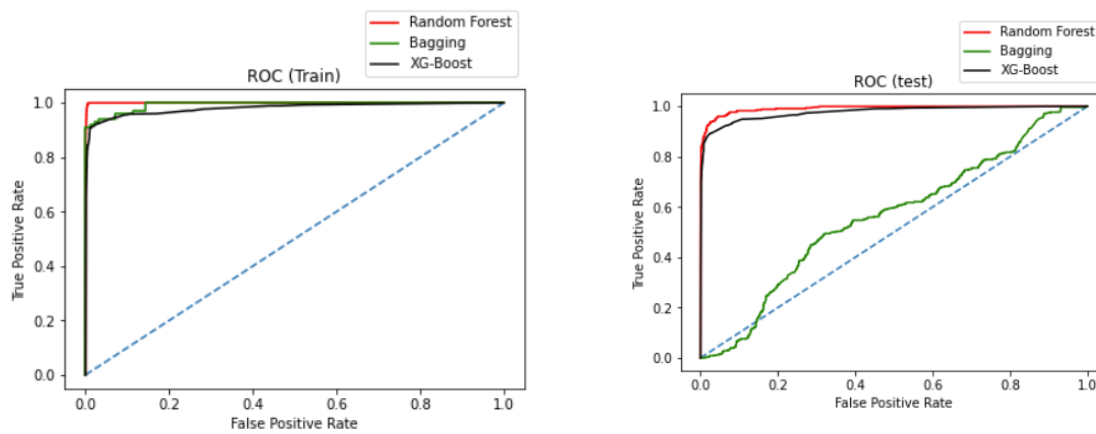 Random Forest
Bagging
XG-Boost
ROC (Train)
1.0
0.8
0.6
0.4
0.2
0.0
True Positive Rate
0.0 0.2 0.4 0.6 0.8 1.0
False Positive Rate
Random Forest
Bagging
XG-Boost
ROC (test)
1.0
0.8
0.6
0.4
0.2
0.0
True Positive Rate
0.0 0.2 0.4 0.6 0.8 1.0
False Positive Rate